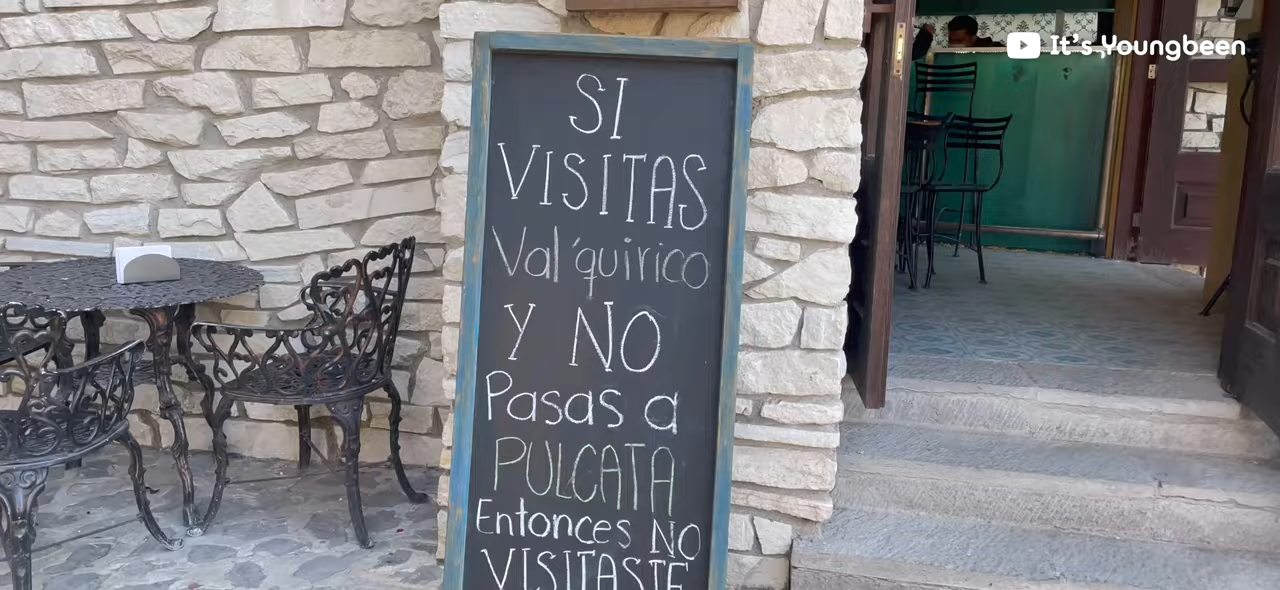 It's Youngbeen
SI
VISITAS
Val'quirico
Y NO
Pasas a
PULCATA
Entonces NO
VISITASTE